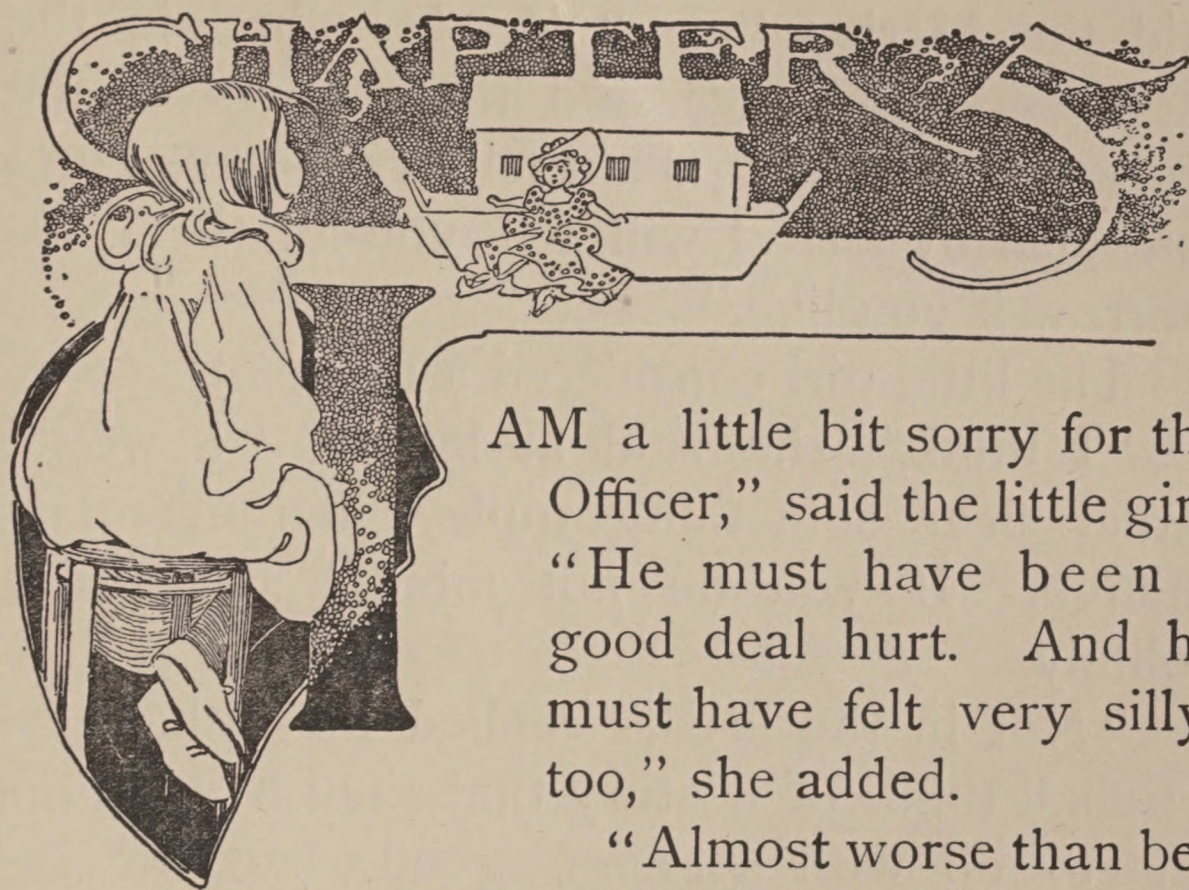 CHAPTER 5
I AM a little bit sorry for th
Officer,” said the little gir
“He must have been
good deal hurt. And h
must have felt very silly
too,” she added.
“Almost worse than be